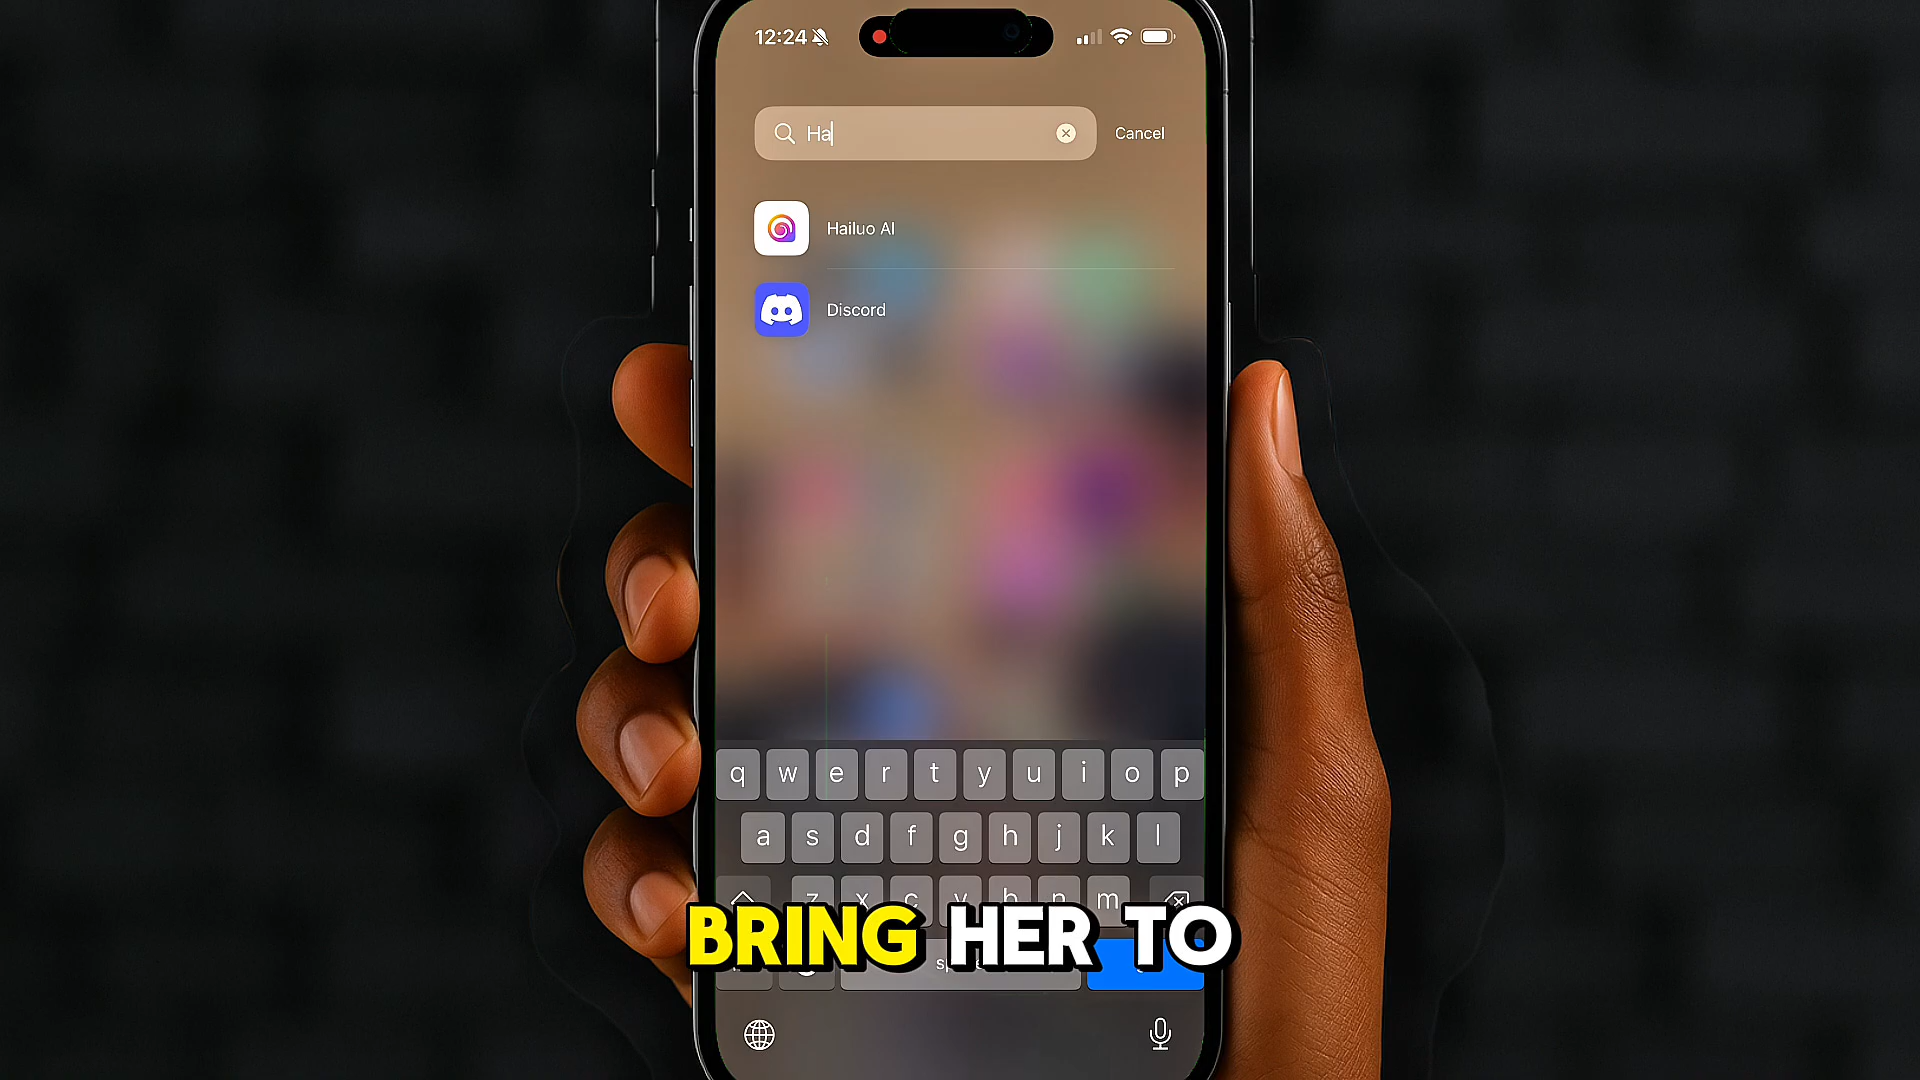 12:24
Ha
Cancel
Hailuo AI
Discord
q w e r t y u i o p
a s d f g h j k l
z x c v b n m
BRING HER TO